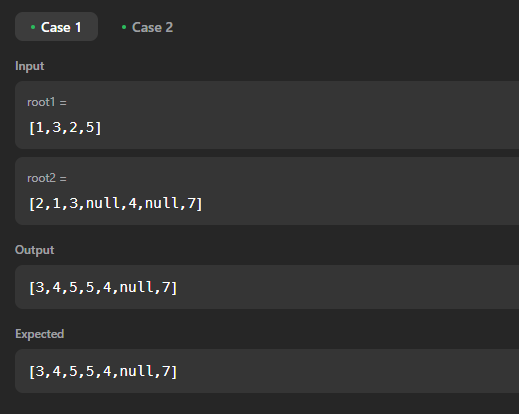 Case 1 Case 2
Input
root1 =
[1,3,2,5]
root2 =
[2,1,3,null,4,null,7]
Output
[3,4,5,5,4,null,7]
Expected
[3,4,5,5,4,null,7]